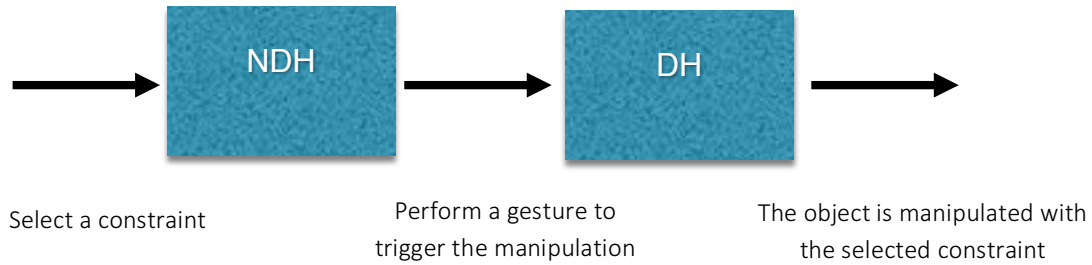 NDH
DH
Select a constraint
Perform a gesture to
trigger the manipulation
The object is manipulated with
the selected constraint